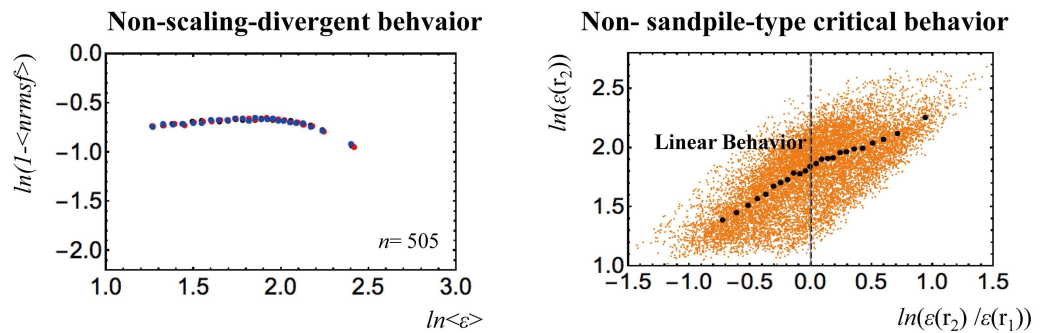 Non-scaling-divergent behvaior
ln(1-<nrmsf>)
0.0
−0.5
−1.0
−1.5
−2.0
n= 505
1.0 1.5 2.0 2.5 3.0
ln<ε>
Non- sandpile-type critical behavior
ln(ε(r2))
2.5
2.0
1.5
1.0
Linear Behavior
−1.5 −1.0 −0.5 0.0 0.5 1.0 1.5
ln(ε(r2) /ε(r1))